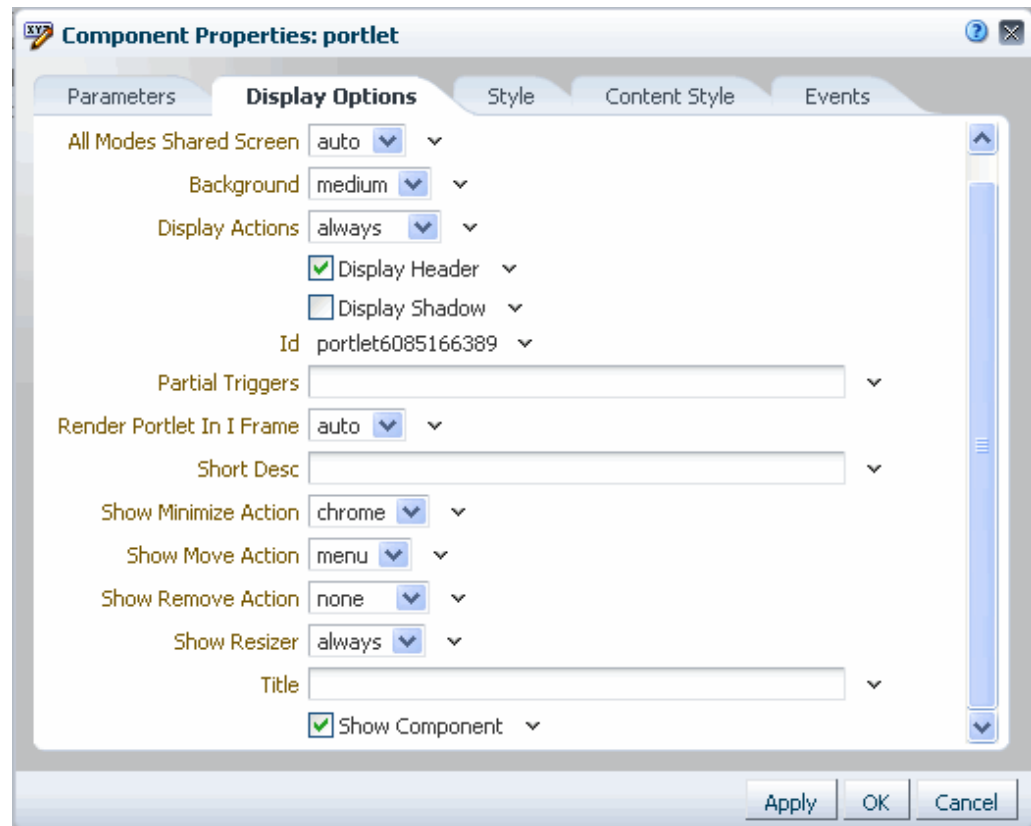 Component Properties: portlet
Parameters Display Options Style Content Style Events
All Modes Shared Screen auto
Background medium
Display Actions always
Display Header
Display Shadow
Id portlet6085166389
Partial Triggers
Render Portlet In I Frame auto
Short Desc
Show Minimize Action chrome
Show Move Action menu
Show Remove Action none
Show Resizer always
Title
Show Component
Apply OK Cancel